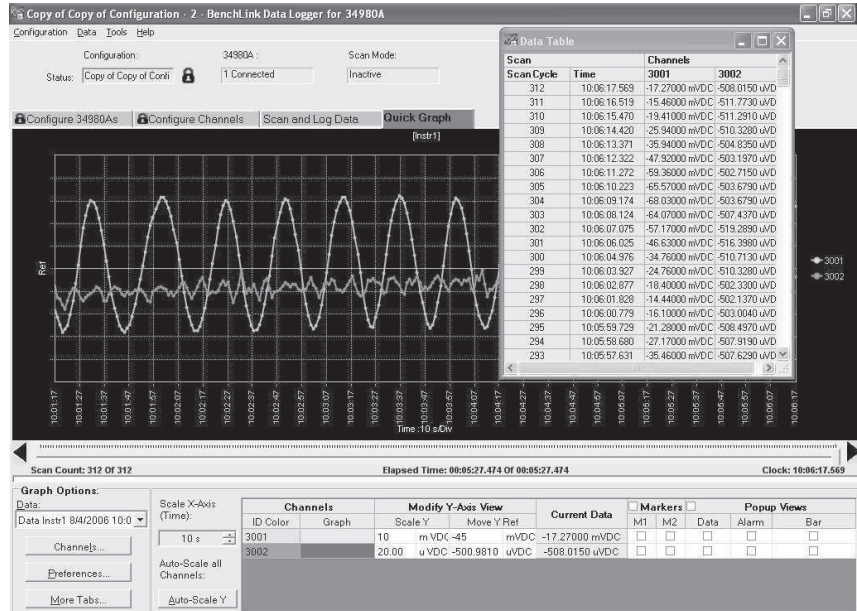 Copy of Copy of Configuration - 2 - BenchLink Data Logger for 34980A
Configuration Data Tools Help
Configuration: 34980A : Scan Mode:
Status: Copy of Copy of Confi 1 Connected Inactive
Configure 34980As Configure Channels Scan and Log Data Quick Graph
[Instr1]
Data Table
Scan Channels
Scan Cycle Time 3001 3002
312 10:06:17.569 -17.27000 mVDC -508.0150 uVD
311 10:06:16.519 -15.46000 mVDC -511.7730 uVD
310 10:06:15.470 -19.41000 mVDC -511.2910 uVD
309 10:06:14.420 -25.94000 mVDC -510.3280 uVD
308 10:06:13.371 -35.94000 mVDC -504.8350 uVD
307 10:06:12.322 -47.92000 mVDC -503.1970 uVD
306 10:06:11.272 -59.36000 mVDC -502.7150 uVD
305 10:06:10.223 -65.57000 mVDC -503.6790 uVD
304 10:06:09.174 -68.03000 mVDC -503.6790 uVD
303 10:06:08.124 -64.07000 mVDC -507.4370 uVD
302 10:06:07.075 -57.17000 mVDC -519.2890 uVD
301 10:06:06.025 -46.63000 mVDC -516.3980 uVD
300 10:06:04.976 -34.76000 mVDC -510.7130 uVD
299 10:06:03.927 -24.76000 mVDC -510.3280 uVD
298 10:06:02.877 -18.40000 mVDC -502.3300 uVD
297 10:06:01.828 -14.44000 mVDC -502.1370 uVD
296 10:06:00.779 -16.10000 mVDC -503.0040 uVD
295 10:05:59.729 -21.28000 mVDC -508.4970 uVD
294 10:05:58.680 -27.17000 mVDC -507.9190 uVD
293 10:05:57.631 -35.46000 mVDC -507.6290 uVD
Ref
3001
3002
10:01:17 10:01:27 10:01:37 10:01:47 10:01:57 10:02:07 10:02:17 10:02:27 10:02:37 10:02:47 10:02:57 10:03:07 10:03:17 10:03:27 10:03:37 10:03:47 10:03:57 10:04:07 10:04:17 10:04:27 10:04:37 10:04:47 10:04:57 10:05:07 10:05:17 10:05:27 10:05:37 10:05:47 10:05:57 10:06:07 10:06:17
Time :10 s/Div
Scan Count: 312 Of 312 Elapsed Time: 00:05:27.474 Of 00:05:27.474 Clock: 10:06:17.569
Graph Options:
Data:
Data Instr1 8/4/2006 10:0
Channels...
Preferences...
More Tabs...
Scale X-Axis
(Time):
10 s
Auto-Scale all
Channels:
Auto-Scale Y
Channels Modify Y-Axis View Current Data Markers Popup Views
ID Color Graph Scale Y Move Y Ref M1 M2 Data Alarm Bar
3001 10 m VDC -45 mVDC -17.27000 mVDC
3002 20.00 u VDC -500.9810 uVDC -508.0150 uVDC